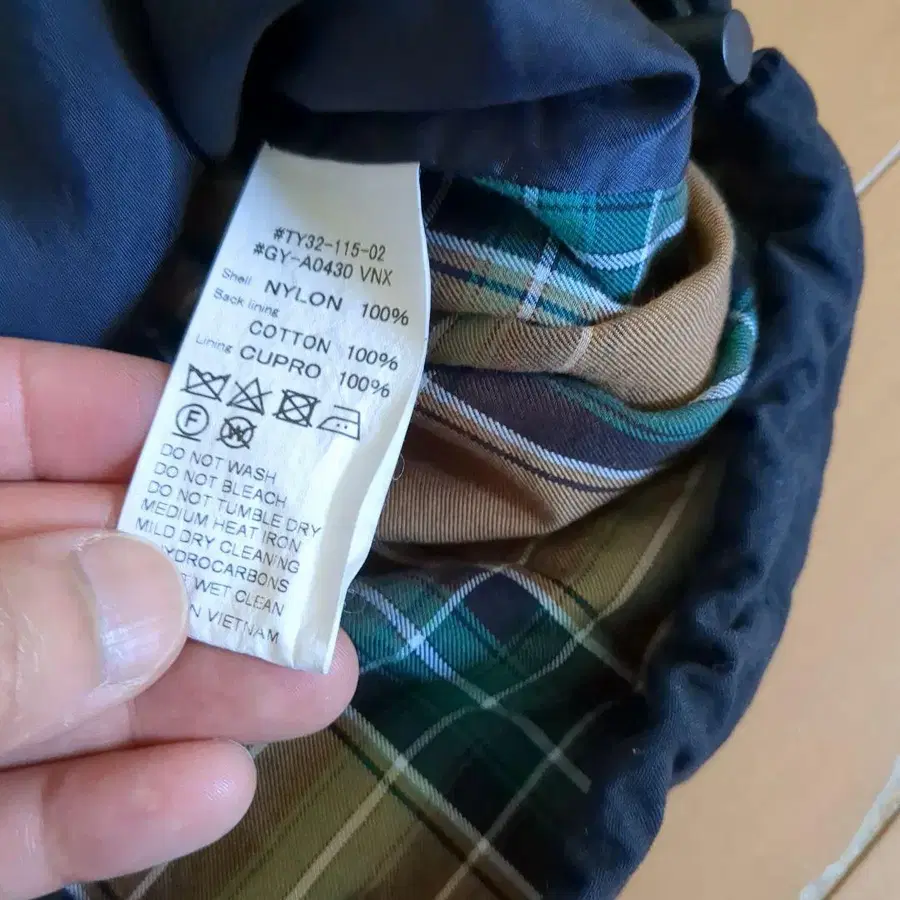 #TY32-115-02
#GY-A0430 VNX
Shell NYLON 100%
Back lining
COTTON 100%
Lining CUPRO 100%
F
W
DO NOT WASH
DO NOT BLEACH
DO NOT TUMBLE DRY
MEDIUM HEAT IRON
MILD DRY CLEANING
YDROCARBONS
WET CLEAN
N VIETNAM